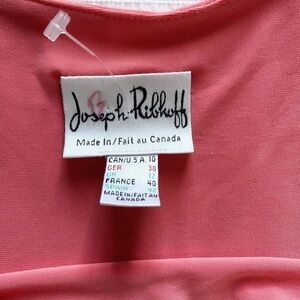 Joseph Ribkoff
Made In/Fait au Canada
CAN/U.S.A. 10
GER. 38
UK 12
FRANCE 40
SPAIN 42
MADE IN/FAIT AU
CANADA